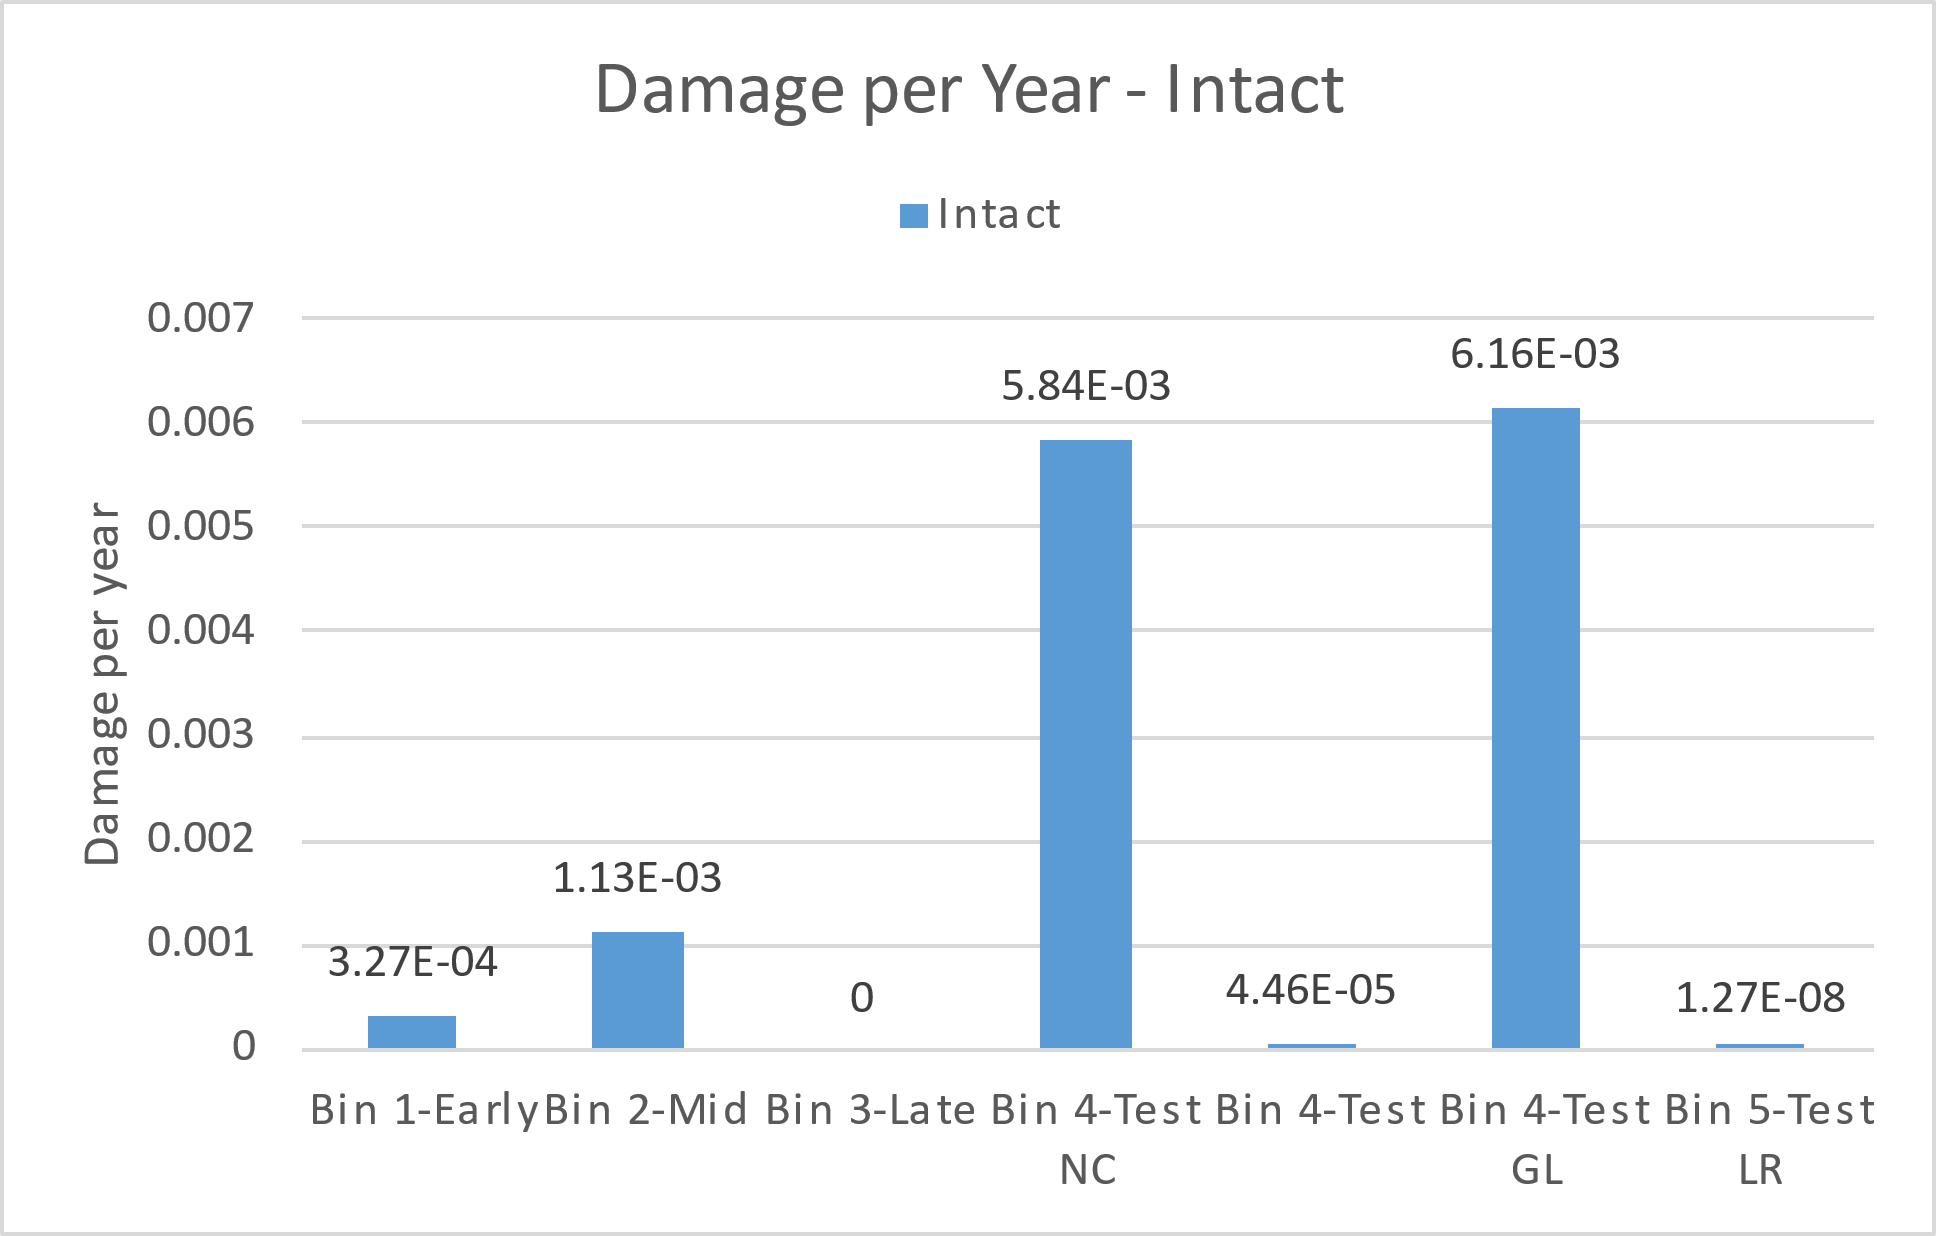 Damage per Year - Intact
Intact
0.007
0.006
0.005
0.004
0.003
0.002
0.001
0
Damage per year
3.27E-04
1.13E-03
0
5.84E-03
4.46E-05
6.16E-03
1.27E-08
Bin 1-Early
Bin 2-Mid
Bin 3-Late
Bin 4-Test
NC
Bin 4-Test
Bin 4-Test
GL
Bin 5-Test
LR